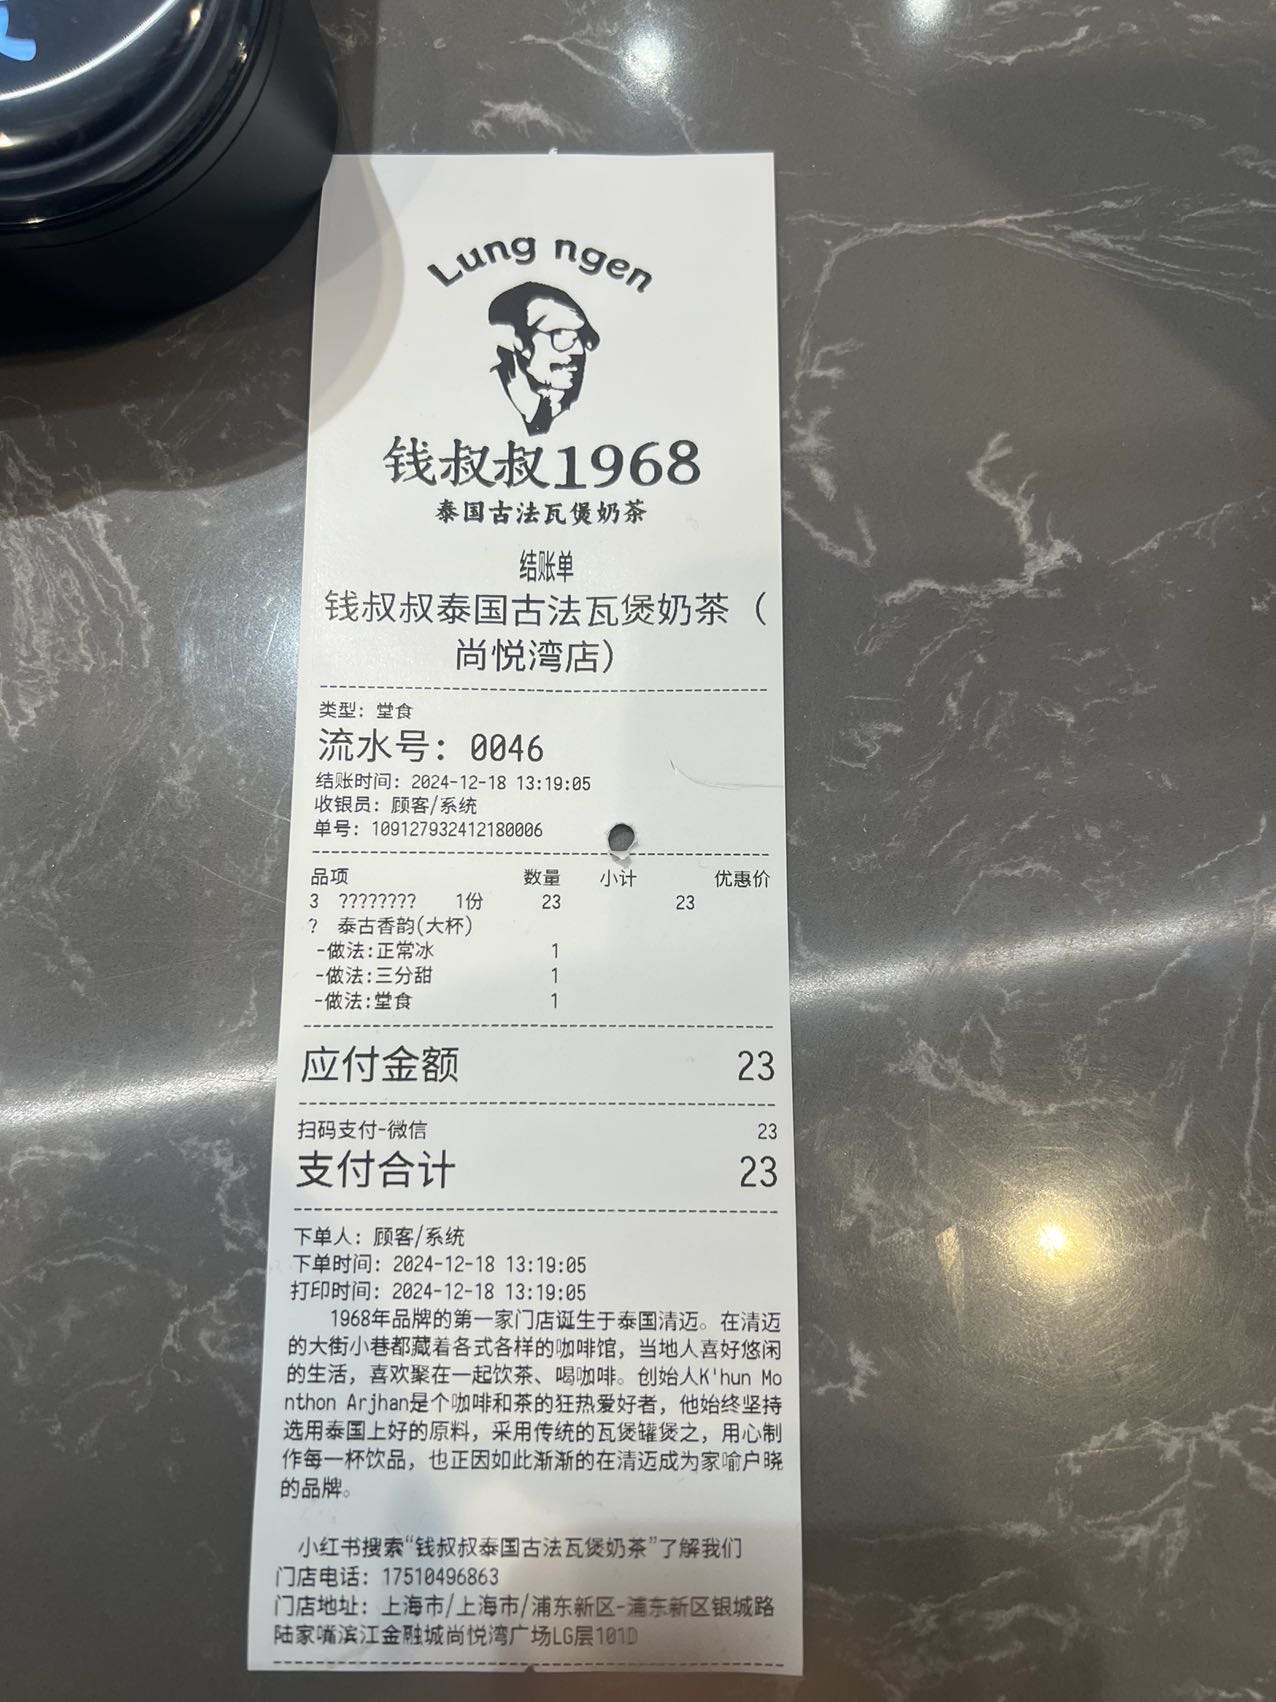 Lung ngen
钱叔叔1968
泰国古法瓦煲奶茶
结账单
钱叔叔泰国古法瓦煲奶茶（
尚悦湾店）
类型: 堂食
流水号: 0046
结账时间: 2024-12-18 13:19:05
收银员: 顾客/系统
单号: 109127932412180006
品项 数量 小计 优惠价
3 ???????? 1份 23 23
? 泰古香韵(大杯)
-做法:正常冰 1
-做法:三分甜 1
-做法:堂食 1
应付金额 23
扫码支付-微信 23
支付合计 23
下单人: 顾客/系统
下单时间: 2024-12-18 13:19:05
打印时间: 2024-12-18 13:19:05
1968年品牌的第一家门店诞生于泰国清迈。在清迈
的大街小巷都藏着各式各样的咖啡馆，当地人喜好悠闲
的生活，喜欢聚在一起饮茶、喝咖啡。创始人K'hun Mo
nthon Arjhan是个咖啡和茶的狂热爱好者，他始终坚持
选用泰国上好的原料，采用传统的瓦煲罐煲之，用心制
作每一杯饮品，也正因如此渐渐的在清迈成为家喻户晓
的品牌。
小红书搜索“钱叔叔泰国古法瓦煲奶茶”了解我们
门店电话: 17510496863
门店地址: 上海市/上海市/浦东新区-浦东新区银城路
陆家嘴滨江金融城尚悦湾广场LG层101D